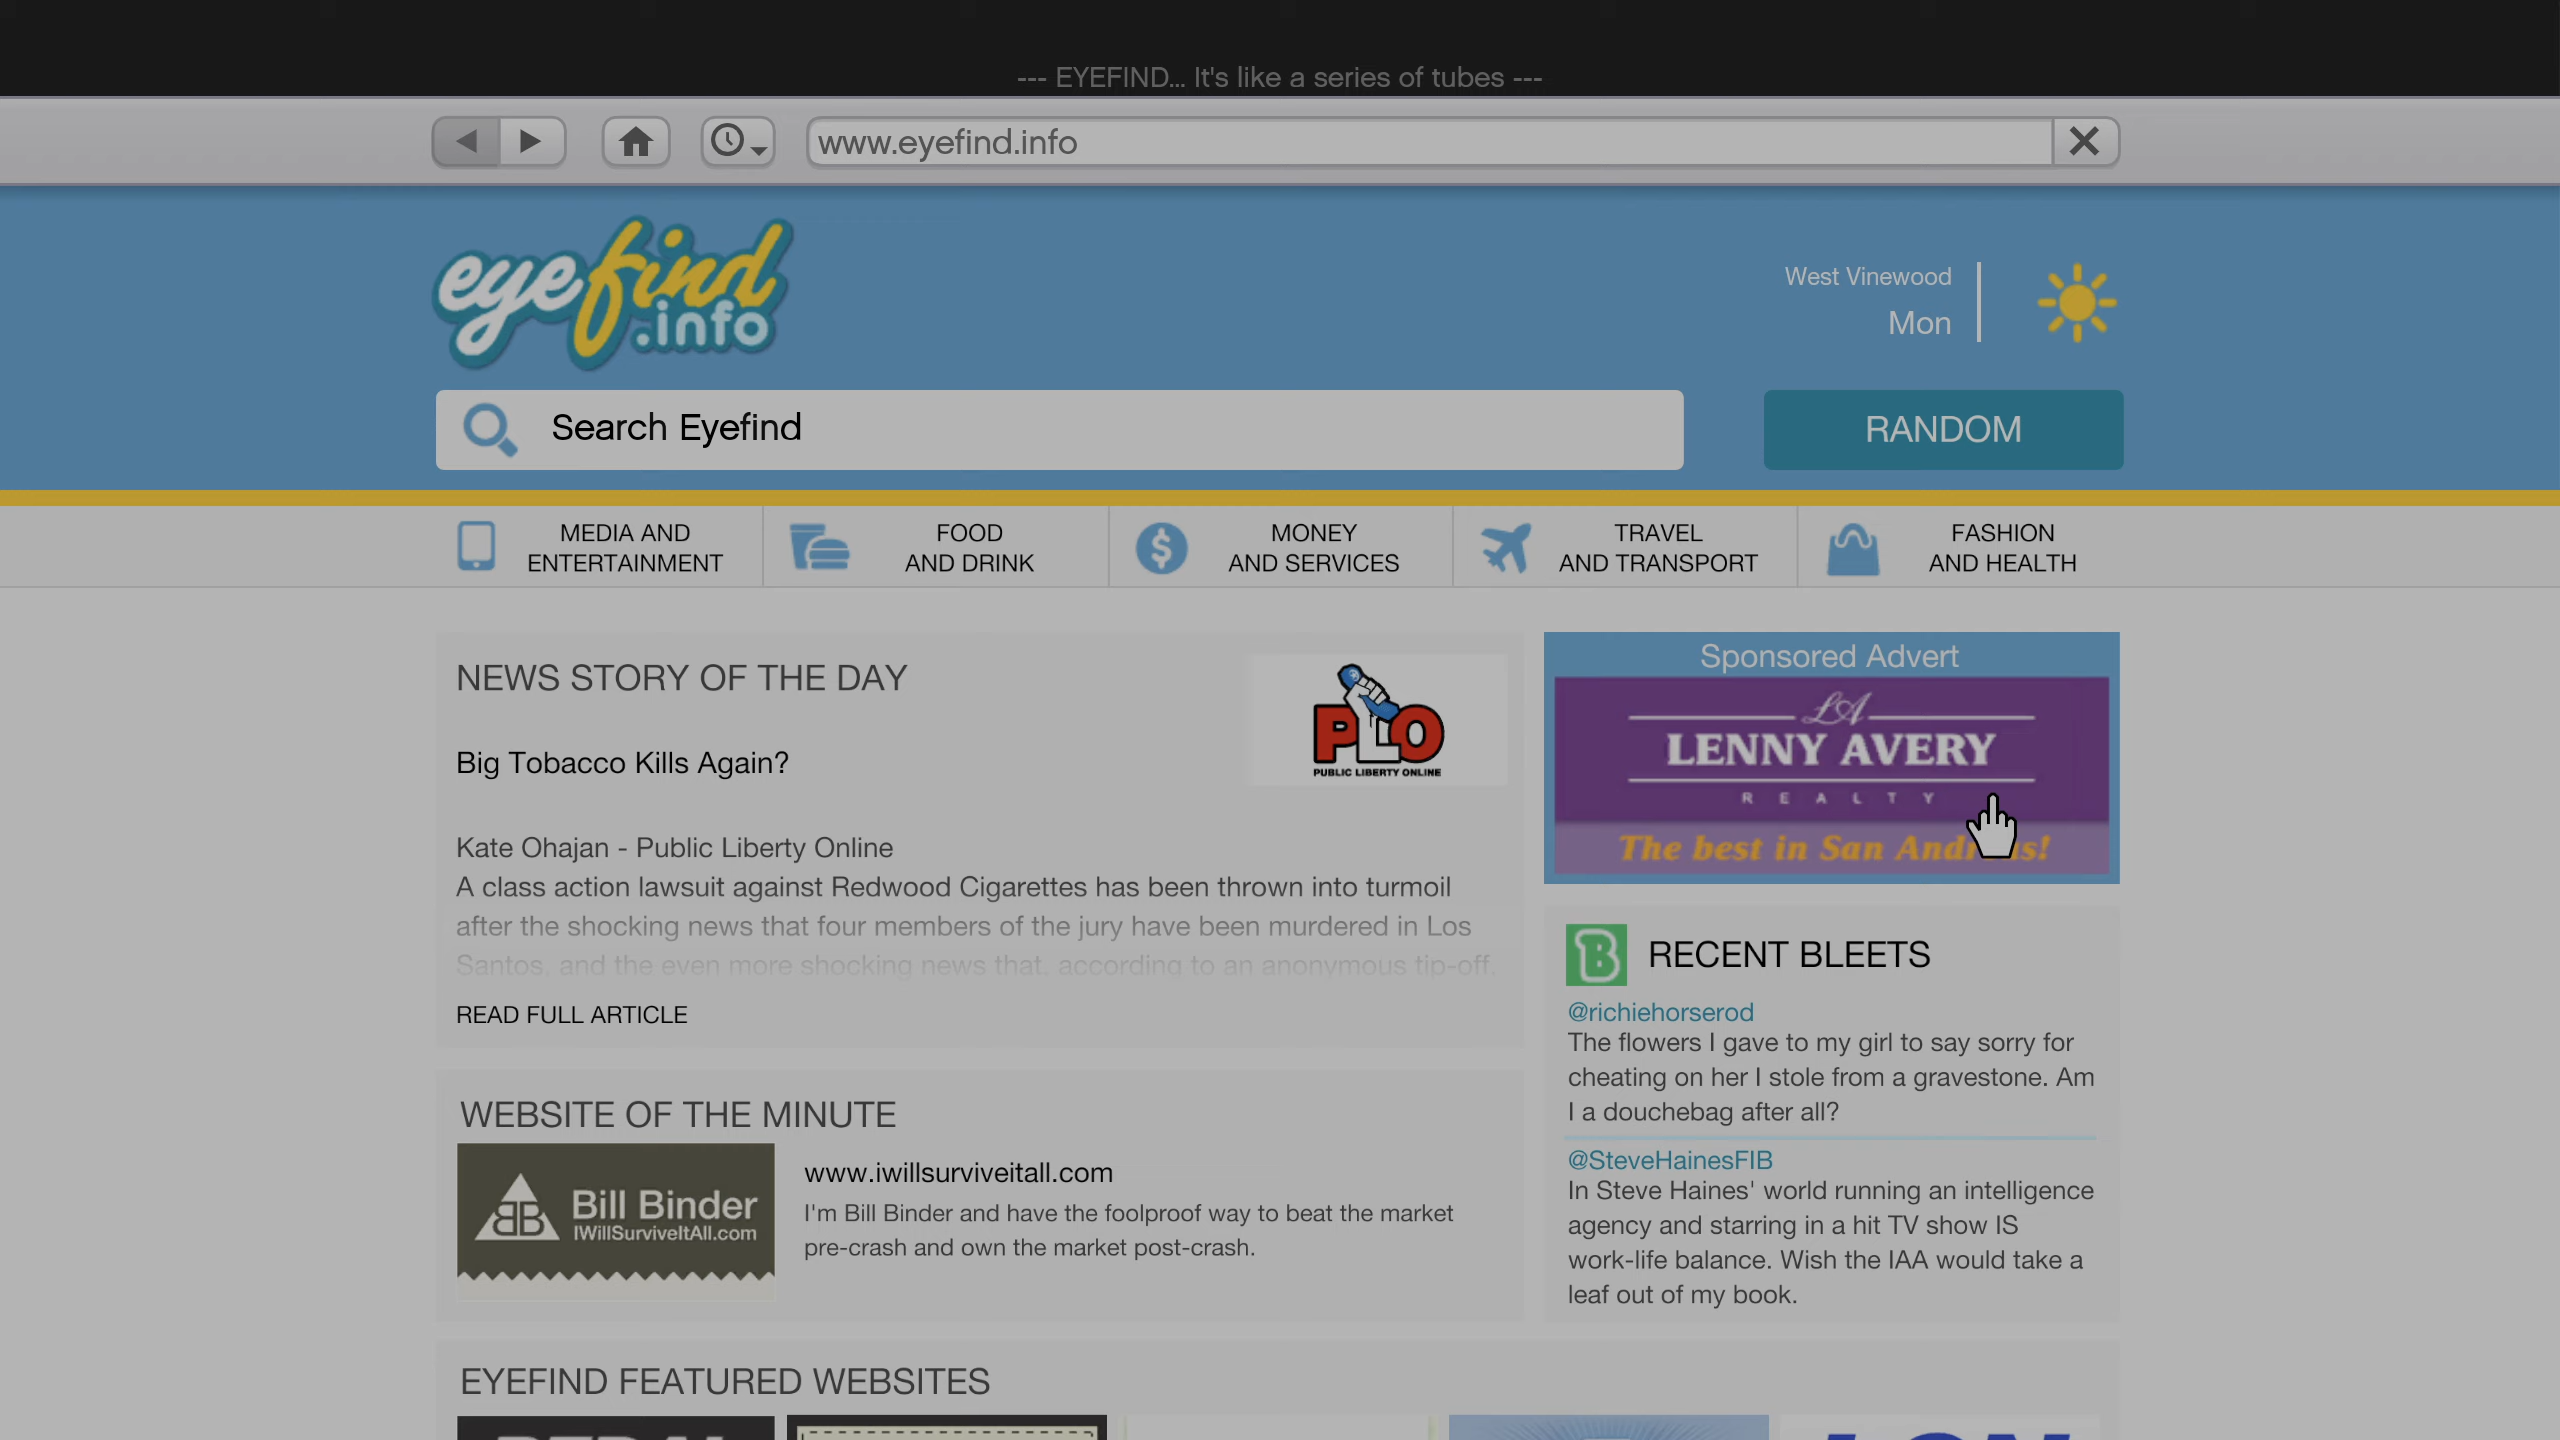 --- EYEFIND... It's like a series of tubes ---
www.eyefind.info
eyefind
.info
West Vinewood
Mon
Search Eyefind
RANDOM
MEDIA AND
ENTERTAINMENT
FOOD
AND DRINK
MONEY
AND SERVICES
TRAVEL
AND TRANSPORT
FASHION
AND HEALTH
NEWS STORY OF THE DAY
PLO
PUBLIC LIBERTY ONLINE
Big Tobacco Kills Again?
Kate Ohajan - Public Liberty Online
A class action lawsuit against Redwood Cigarettes has been thrown into turmoil
after the shocking news that four members of the jury have been murdered in Los
Santos, and the even more shocking news that, according to an anonymous tip-off,
READ FULL ARTICLE
Sponsored Advert
LA
LENNY AVERY
REALTY
The best in San Andreas!
B
RECENT BLEETS
@richiehorserod
The flowers I gave to my girl to say sorry for
cheating on her I stole from a gravestone. Am
I a douchebag after all?
@SteveHainesFIB
In Steve Haines' world running an intelligence
agency and starring in a hit TV show IS
work-life balance. Wish the IAA would take a
leaf out of my book.
WEBSITE OF THE MINUTE
BB
Bill Binder
IWillSurviveItAll.com
www.iwillsurviveitall.com
I'm Bill Binder and have the foolproof way to beat the market
pre-crash and own the market post-crash.
EYEFIND FEATURED WEBSITES